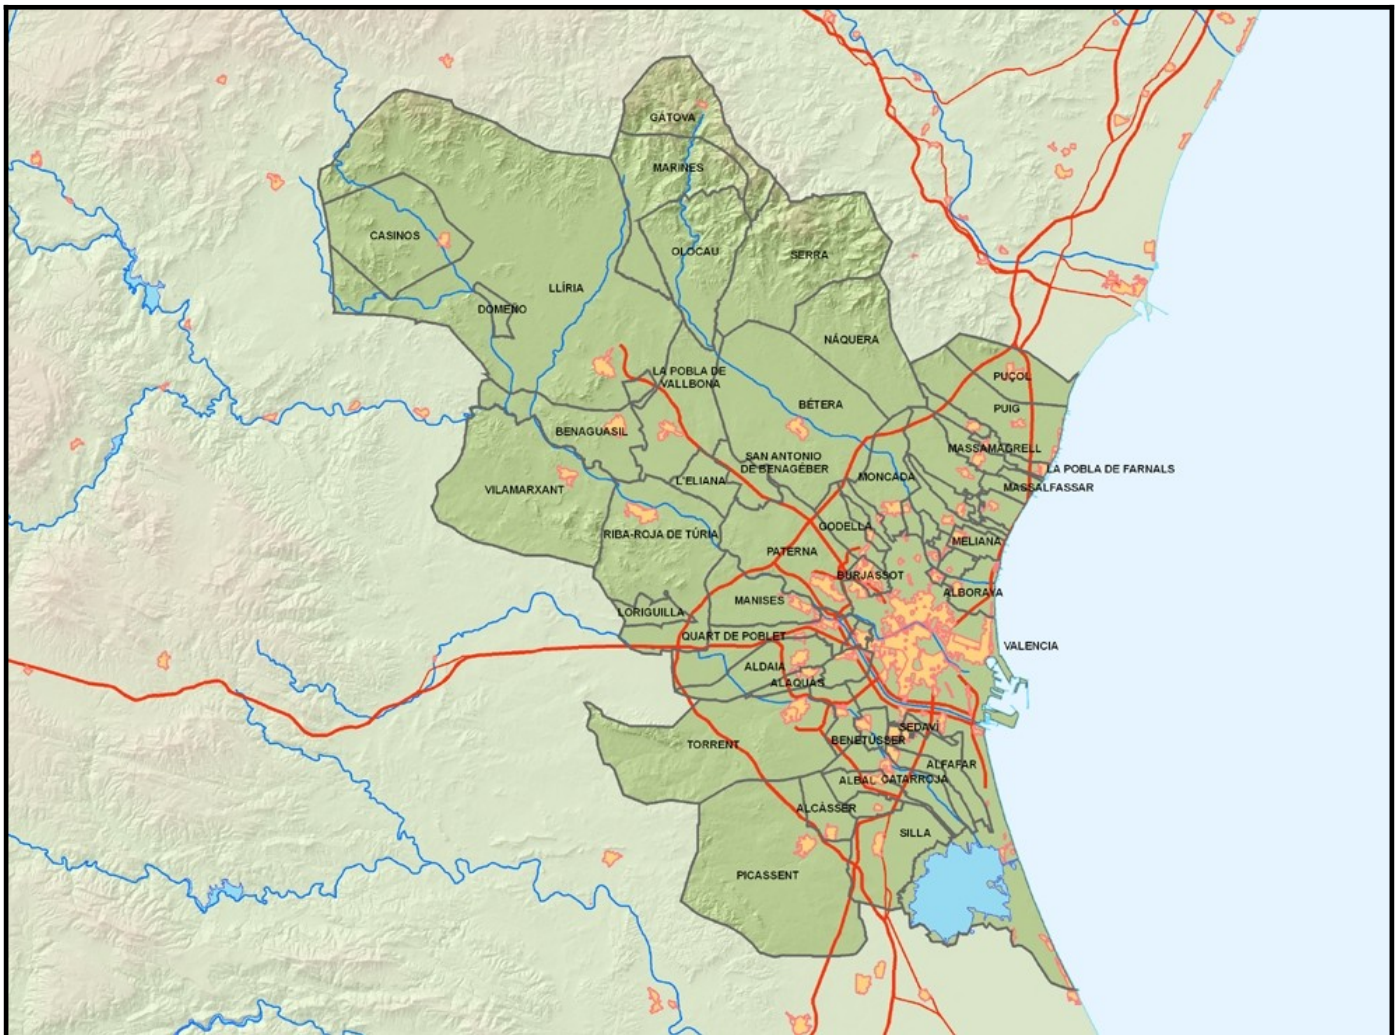 GÁTOVA
MARINES
CASINOS
OLOCAU
SERRA
LLÍRIA
DOMEÑO
NÁQUERA
LA POBLA DE
VALLBONA
PUÇOL
BÉTERA
PUIG
BENAGUASIL
MASSAMAGRELL
SAN ANTONIO
DE BENAGÉBER
LA POBLA DE FARNALS
L'ELIANA
MONCADA
VILAMARXANT
MASSALFASSAR
GODELLA
RIBA-ROJA DE TÚRIA
MELIANA
PATERNA
BURJASSOT
ALBORAYA
MANISES
LORIGUILLA
QUART DE POBLET
VALENCIA
ALDAIA
ALAQUÀS
SEDAVÍ
BENETÚSSER
TORRENT
ALFAFAR
ALBAL
CATARROJA
ALCÀSSER
SILLA
PICASSENT